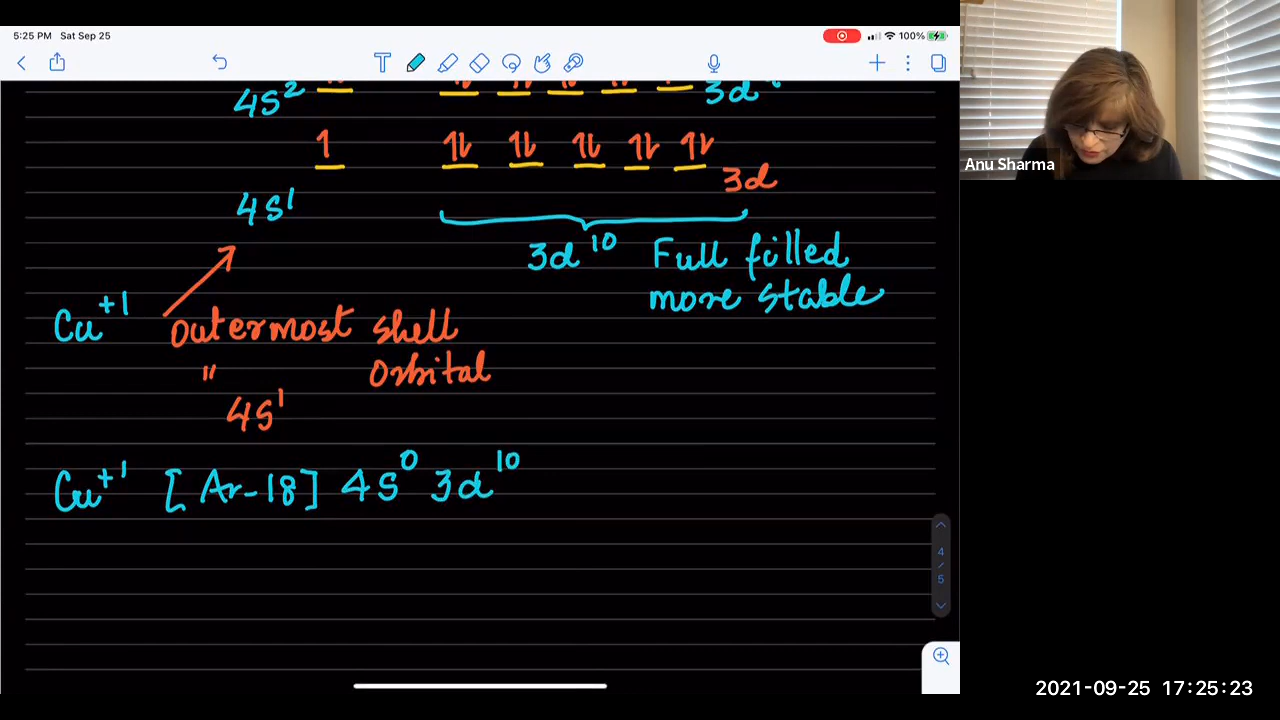 5:25 PM Sat Sep 25
100%
4s²
3d
1 1l 1l 1l 1l 1l
3d
4s¹
3d¹⁰ Full filled
more stable
Cu⁺¹ Outermost shell
" Orbital
4s¹
Cu⁺¹ [Ar-18] 4s⁰ 3d¹⁰
4
/
5
Anu Sharma
2021-09-25 17:25:23